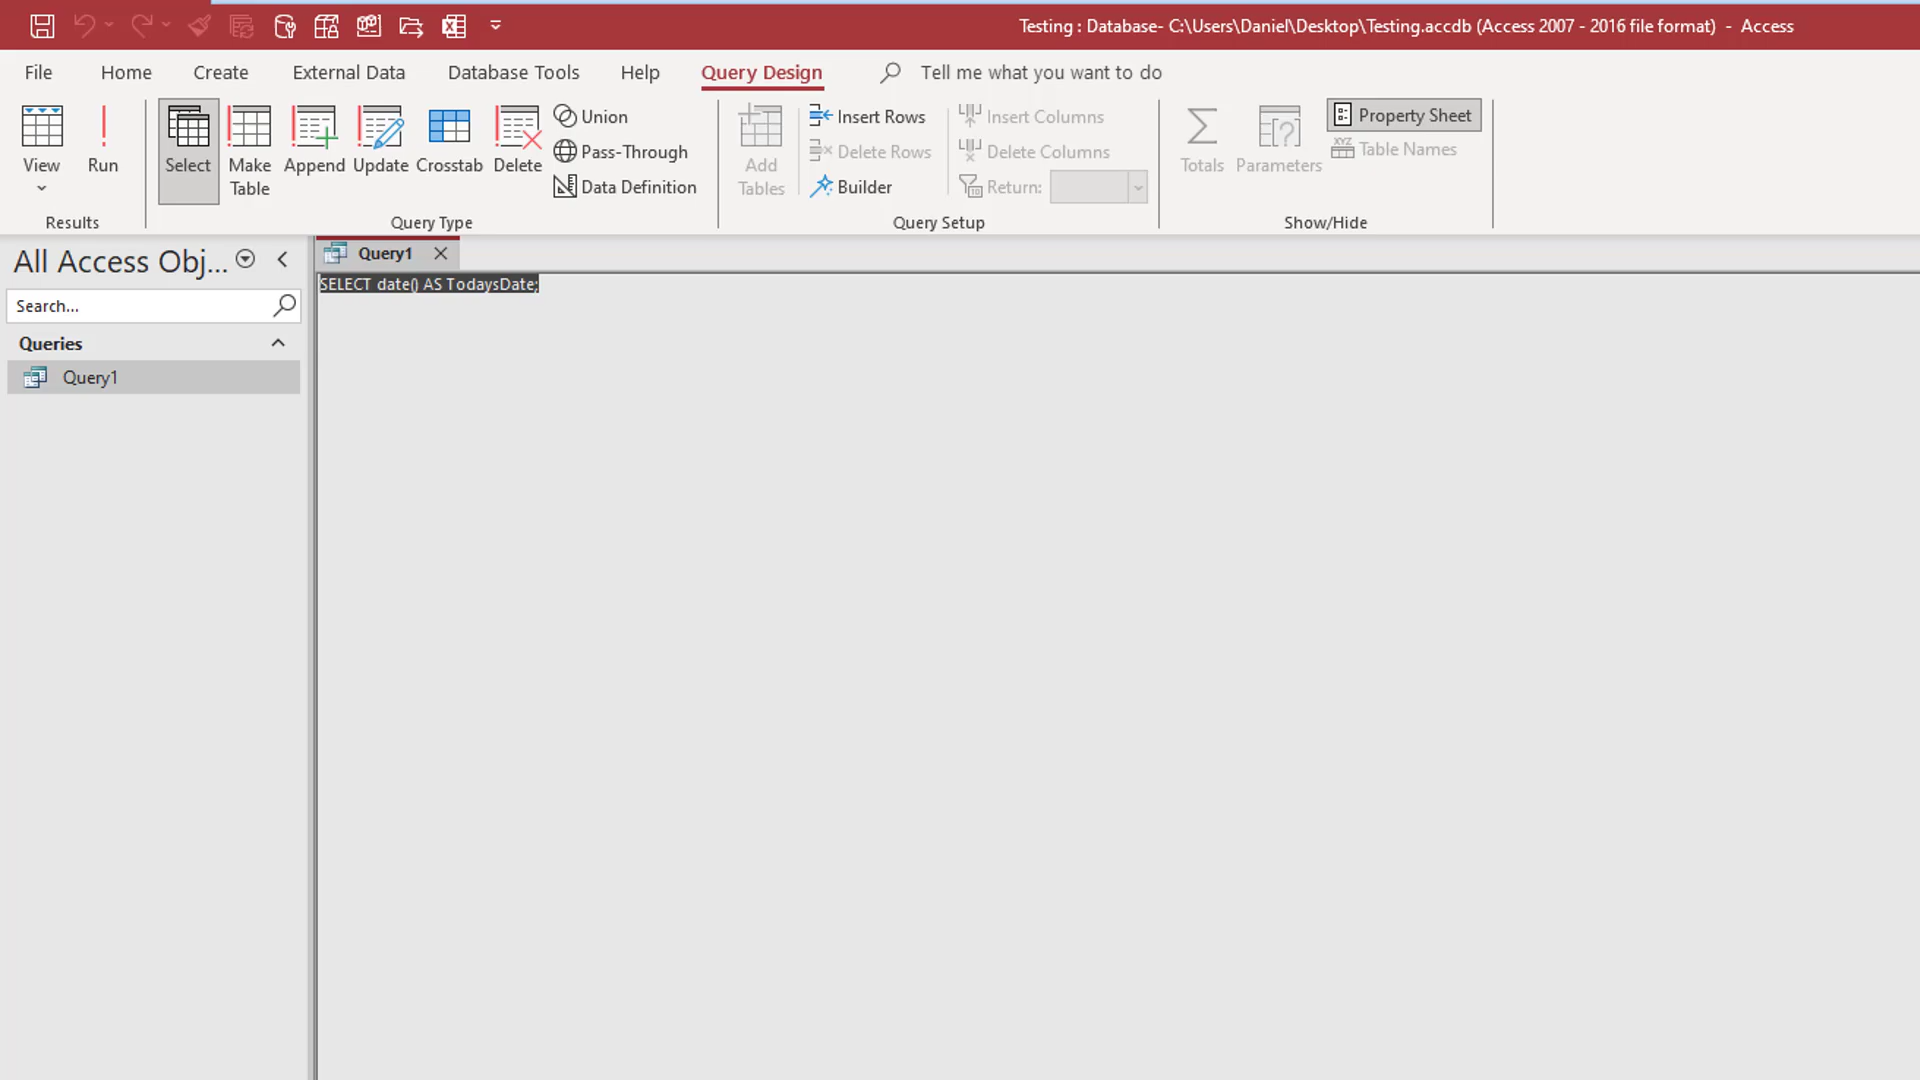 Testing : Database- C:\Users\Daniel\Desktop\Testing.accdb (Access 2007 - 2016 file format) - Access
File Home Create External Data Database Tools Help Query Design Tell me what you want to do
View
Run
Results
Select
Make Table
Append
Update
Crosstab
Delete
Union
Pass-Through
Data Definition
Query Type
Add Tables
Insert Rows
Delete Rows
Builder
Insert Columns
Delete Columns
Return:
Query Setup
Totals
Parameters
Property Sheet
Table Names
Show/Hide
All Access Obj...
Search...
Queries
Query1
Query1
SELECT date() AS TodaysDate;